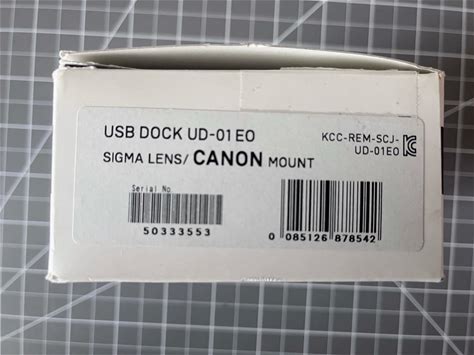 USB DOCK UD-01 EO
KCC-REM-SCJ-
UD-01EO
SIGMA LENS/ CANON MOUNT
Serial No.
50333553
0 085126 878542